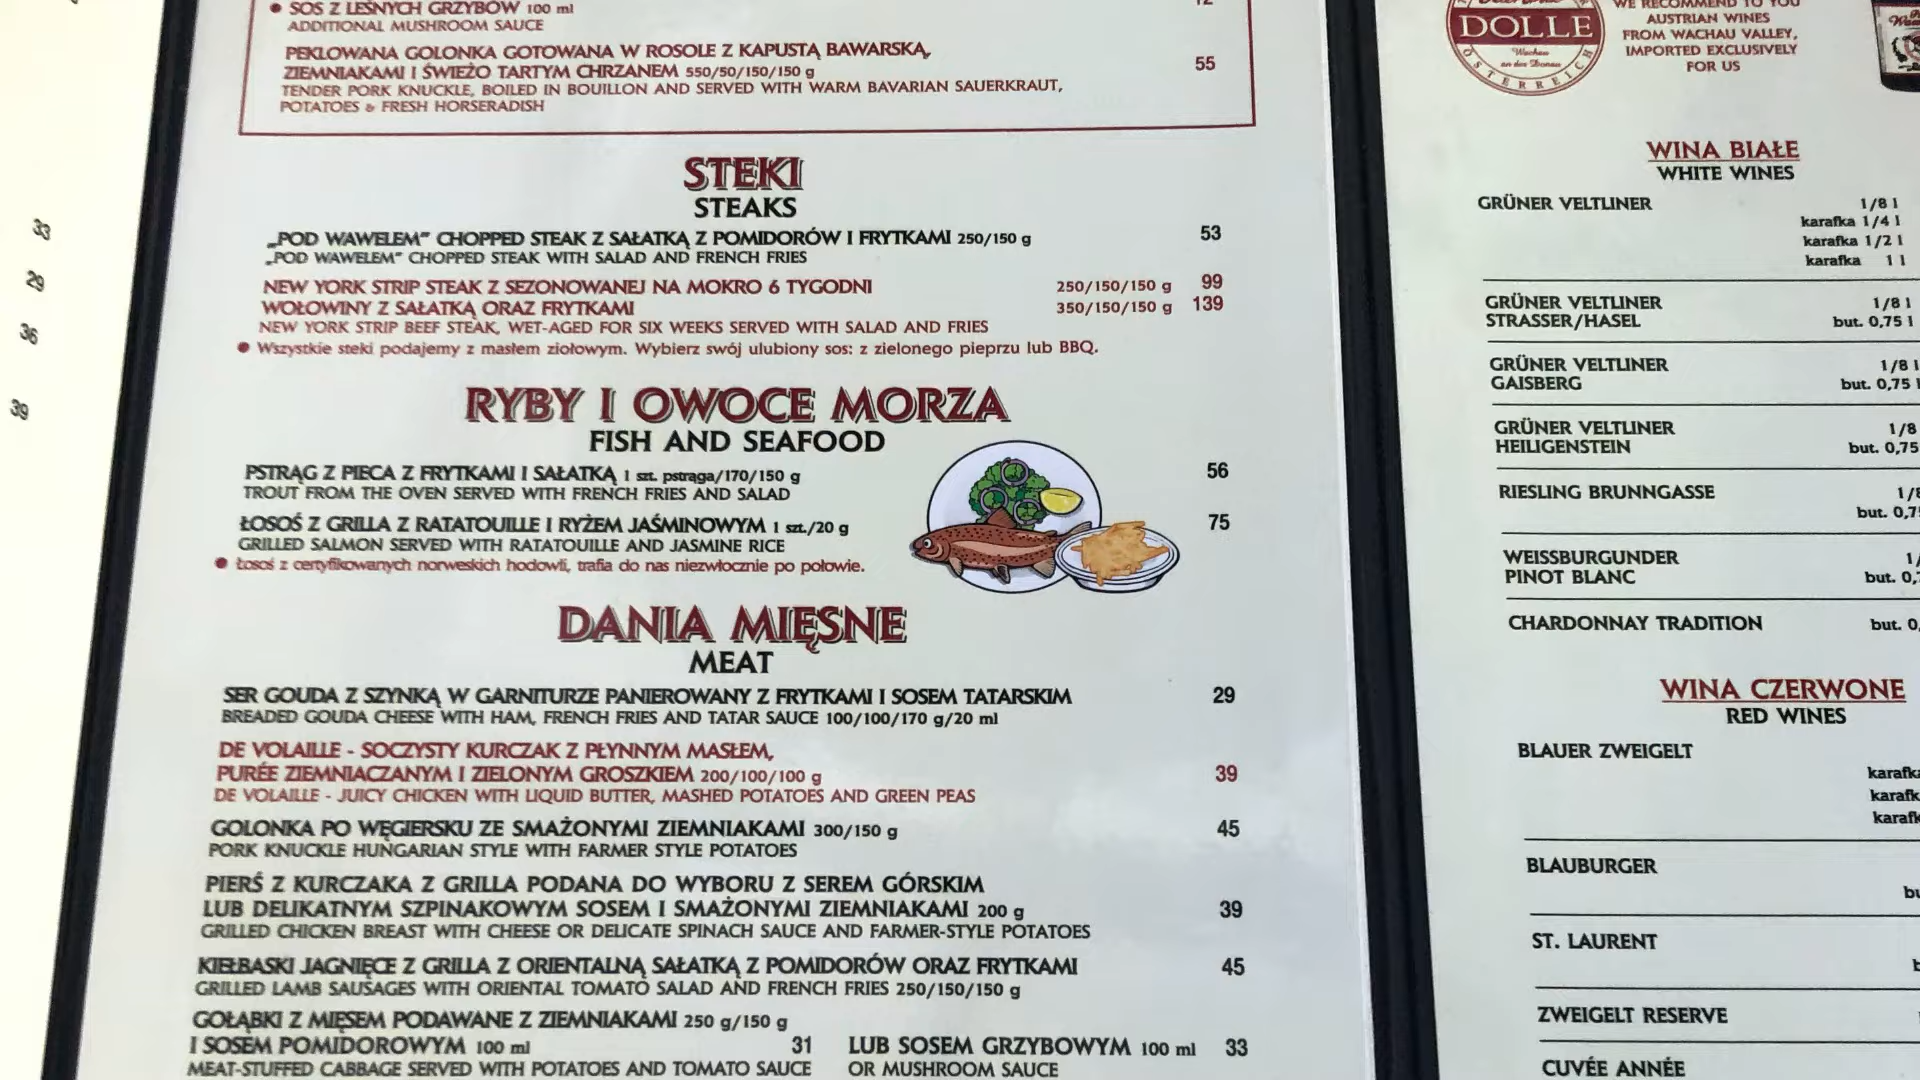 33
29
36
39
SOS Z LEŚNYCH GRZYBÓW 100 ml 12
ADDITIONAL MUSHROOM SAUCE
PEKLOWANA GOLONKA GOTOWANA W ROSOLE Z KAPUSTĄ BAWARSKĄ,
ZIEMNIAKAMI I ŚWIEŻO TARTYM CHRZANEM 550/50/150/150 g 55
TENDER PORK KNUCKLE, BOILED IN BOUILLON AND SERVED WITH WARM BAVARIAN SAUERKRAUT,
POTATOES & FRESH HORSERADISH
STEKI
STEAKS
„POD WAWELEM” CHOPPED STEAK Z SAŁATKĄ Z POMIDORÓW I FRYTKAMI 250/150 g 53
„POD WAWELEM” CHOPPED STEAK WITH SALAD AND FRENCH FRIES
NEW YORK STRIP STEAK Z SEZONOWANEJ NA MOKRO 6 TYGODNI 250/150/150 g 99
WOŁOWINY Z SAŁATKĄ ORAZ FRYTKAMI 350/150/150 g 139
NEW YORK STRIP BEEF STEAK, WET-AGED FOR SIX WEEKS SERVED WITH SALAD AND FRIES
Wszystkie steki podajemy z masłem ziołowym. Wybierz swój ulubiony sos: z zielonego pieprzu lub BBQ.
RYBY I OWOCE MORZA
FISH AND SEAFOOD
PSTRĄG Z PIECA Z FRYTKAMI I SAŁATKĄ 1 szt. pstrąga/170/150 g 56
TROUT FROM THE OVEN SERVED WITH FRENCH FRIES AND SALAD
ŁOSOŚ Z GRILLA Z RATATOUILLE I RYŻEM JAŚMINOWYM 1 szt./20 g 75
GRILLED SALMON SERVED WITH RATATOUILLE AND JASMINE RICE
Łosoś z certyfikowanych norweskich hodowli, trafia do nas niezwłocznie po połowie.
DANIA MIĘSNE
MEAT
SER GOUDA Z SZYNKĄ W GARNITURZE PANIEROWANY Z FRYTKAMI I SOSEM TATARSKIM 29
BREADED GOUDA CHEESE WITH HAM, FRENCH FRIES AND TATAR SAUCE 100/100/170 g/20 ml
DE VOLAILLE - SOCZYSTY KURCZAK Z PŁYNNYM MASŁEM,
PURÉE ZIEMNIACZANYM I ZIELONYM GROSZKIEM 200/100/100 g 39
DE VOLAILLE - JUICY CHICKEN WITH LIQUID BUTTER, MASHED POTATOES AND GREEN PEAS
GOLONKA PO WĘGIERSKU ZE SMAŻONYMI ZIEMNIAKAMI 300/150 g 45
PORK KNUCKLE HUNGARIAN STYLE WITH FARMER STYLE POTATOES
PIERŚ Z KURCZAKA Z GRILLA PODANA DO WYBORU Z SEREM GÓRSKIM
LUB DELIKATNYM SZPINAKOWYM SOSEM I SMAŻONYMI ZIEMNIAKAMI 200 g 39
GRILLED CHICKEN BREAST WITH CHEESE OR DELICATE SPINACH SAUCE AND FARMER-STYLE POTATOES
KIEŁBASKI JAGNIĘCE Z GRILLA Z ORIENTALNĄ SAŁATKĄ Z POMIDORÓW ORAZ FRYTKAMI 45
GRILLED LAMB SAUSAGES WITH ORIENTAL TOMATO SALAD AND FRENCH FRIES 250/150/150 g
GOŁĄBKI Z MIĘSEM PODAWANE Z ZIEMNIAKAMI 250 g/150 g
I SOSEM POMIDOROWYM 100 ml 31 LUB SOSEM GRZYBOWYM 100 ml 33
MEAT-STUFFED CABBAGE SERVED WITH POTATOES AND TOMATO SAUCE OR MUSHROOM SAUCE
DOLLE
Wachau
an der Donau
ÖSTERREICH
WE RECOMMEND TO YOU
AUSTRIAN WINES
FROM WACHAU VALLEY,
IMPORTED EXCLUSIVELY
FOR US
WINA BIAŁE
WHITE WINES
GRÜNER VELTLINER 1/8 l
karafka 1/4 l
karafka 1/2 l
karafka 1 l
GRÜNER VELTLINER 1/8 l
STRASSER/HASEL but. 0,75 l
GRÜNER VELTLINER 1/8 l
GAISBERG but. 0,75 l
GRÜNER VELTLINER 1/8
HEILIGENSTEIN but. 0,75
RIESLING BRUNNGASSE 1/8
but. 0,75
WEISSBURGUNDER 1/
PINOT BLANC but. 0,7
CHARDONNAY TRADITION but. 0,
WINA CZERWONE
RED WINES
BLAUER ZWEIGELT
karafka
karafk
karafk
BLAUBURGER
bu
ST. LAURENT
b
ZWEIGELT RESERVE
CUVÉE ANNÉE